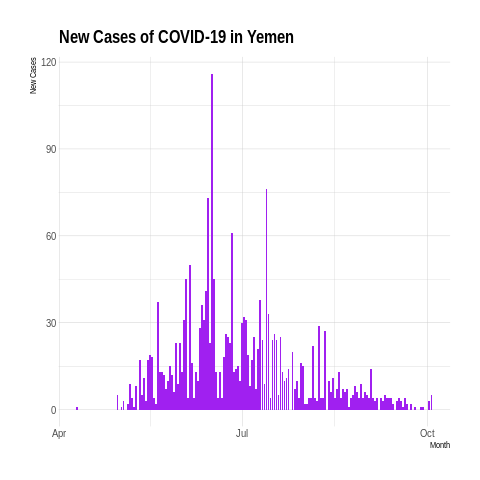 New Cases of COVID-19 in Yemen
New Cases
120
90
60
30
0
Apr Jul Oct
Month